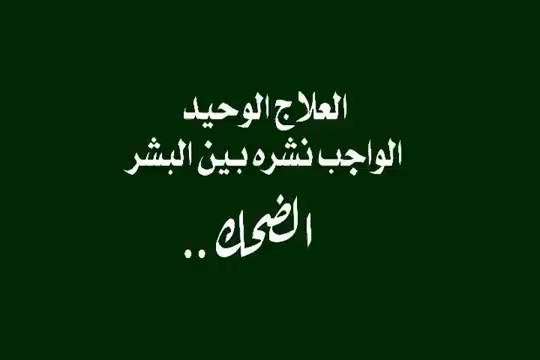 العلاج الوحيد
الواجب نشره بين البشر
الضحك ..